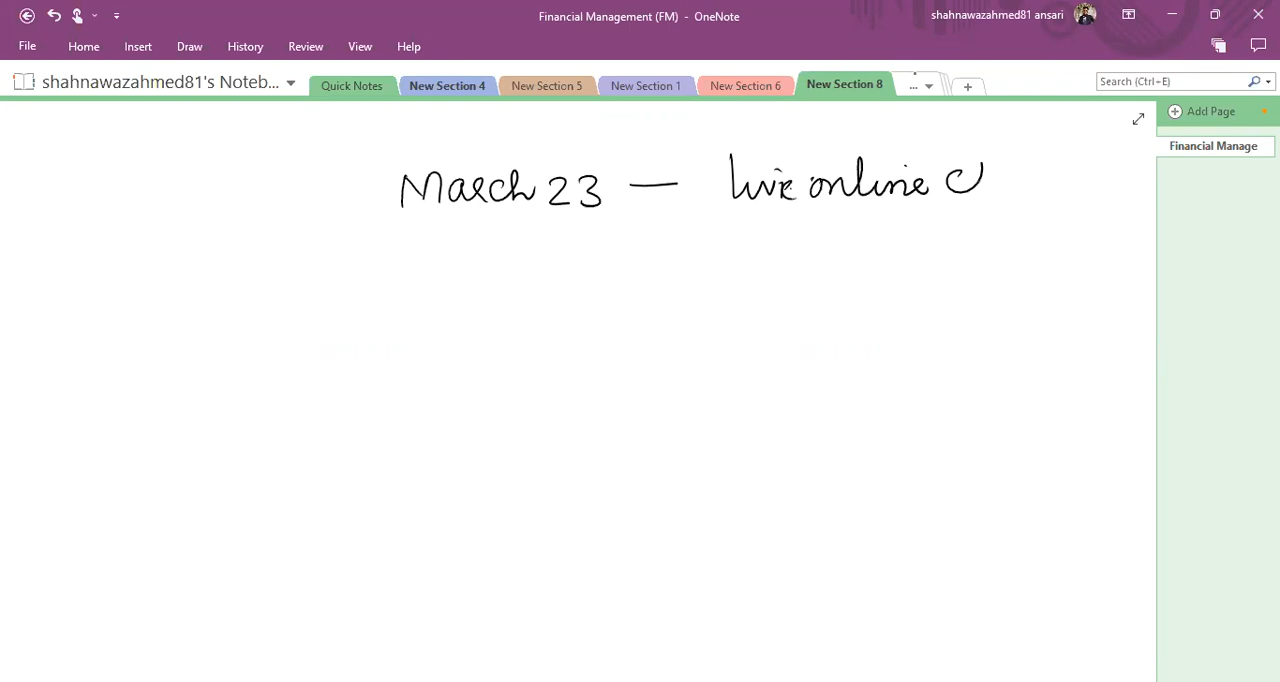 Financial Management (FM) - OneNote
shahnawazahmed81 ansari
File Home Insert Draw History Review View Help
shahnawazahmed81's Noteb... Quick Notes New Section 4 New Section 5 New Section 1 New Section 6 New Section 8 ... +
Search (Ctrl+E)
Add Page
Financial Manage
March 23 — live online